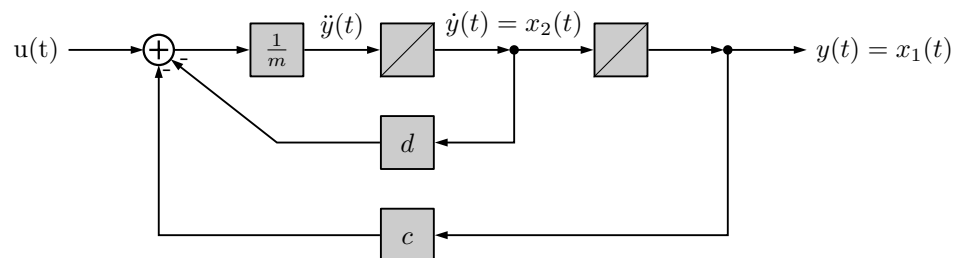 u(t) + - - 1/m ÿ(t) ẏ(t) = x₂(t) y(t) = x₁(t)
d
c